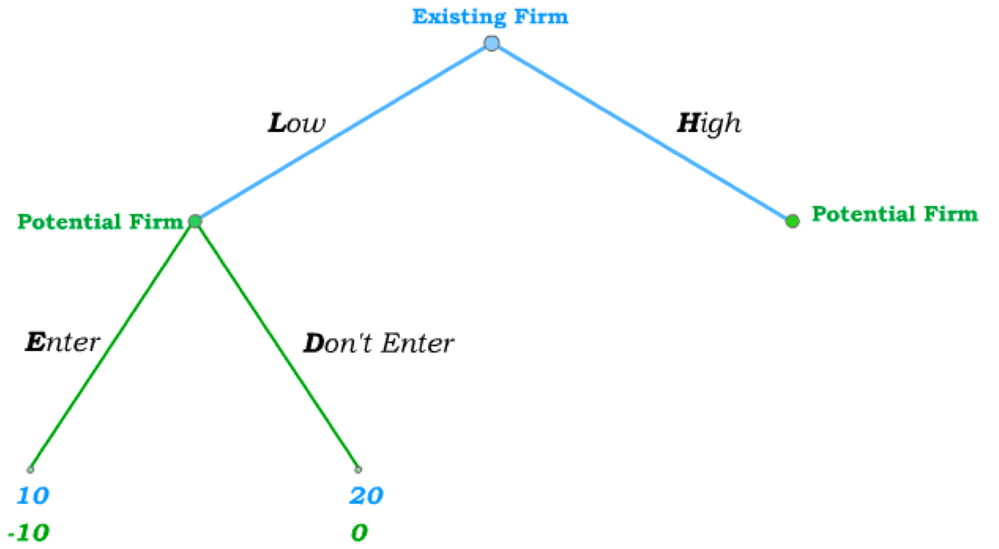 Existing Firm
Low
High
Potential Firm
Potential Firm
Enter
Don't Enter
10
20
-10
0